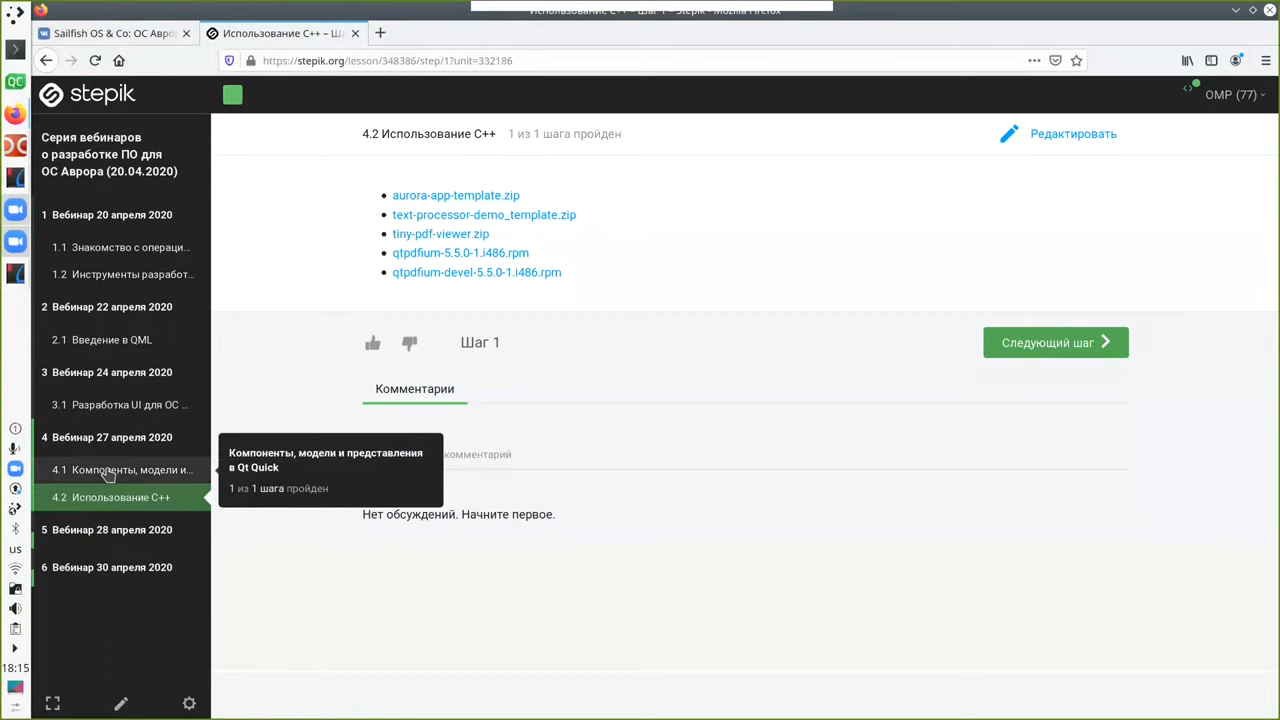 Sailfish OS & Co: ОС Авро
Использование C++ – Ша
https://stepik.org/lesson/348386/step/1?unit=332186
stepik
OMP (77)
Серия вебинаров
о разработке ПО для
ОС Аврора (20.04.2020)
1 Вебинар 20 апреля 2020
1.1 Знакомство с операци...
1.2 Инструменты разработ...
2 Вебинар 22 апреля 2020
2.1 Введение в QML
3 Вебинар 24 апреля 2020
3.1 Разработка UI для ОС ...
4 Вебинар 27 апреля 2020
4.1 Компоненты, модели и...
4.2 Использование C++
5 Вебинар 28 апреля 2020
6 Вебинар 30 апреля 2020
4.2 Использование C++ 1 из 1 шага пройден
Редактировать
aurora-app-template.zip
text-processor-demo_template.zip
tiny-pdf-viewer.zip
qtpdfium-5.5.0-1.i486.rpm
qtpdfium-devel-5.5.0-1.i486.rpm
Шаг 1
Следующий шаг
Комментарии
комментарий
Компоненты, модели и представления
в Qt Quick
1 из 1 шага пройден
Нет обсуждений. Начните первое.
QC
us
18:15